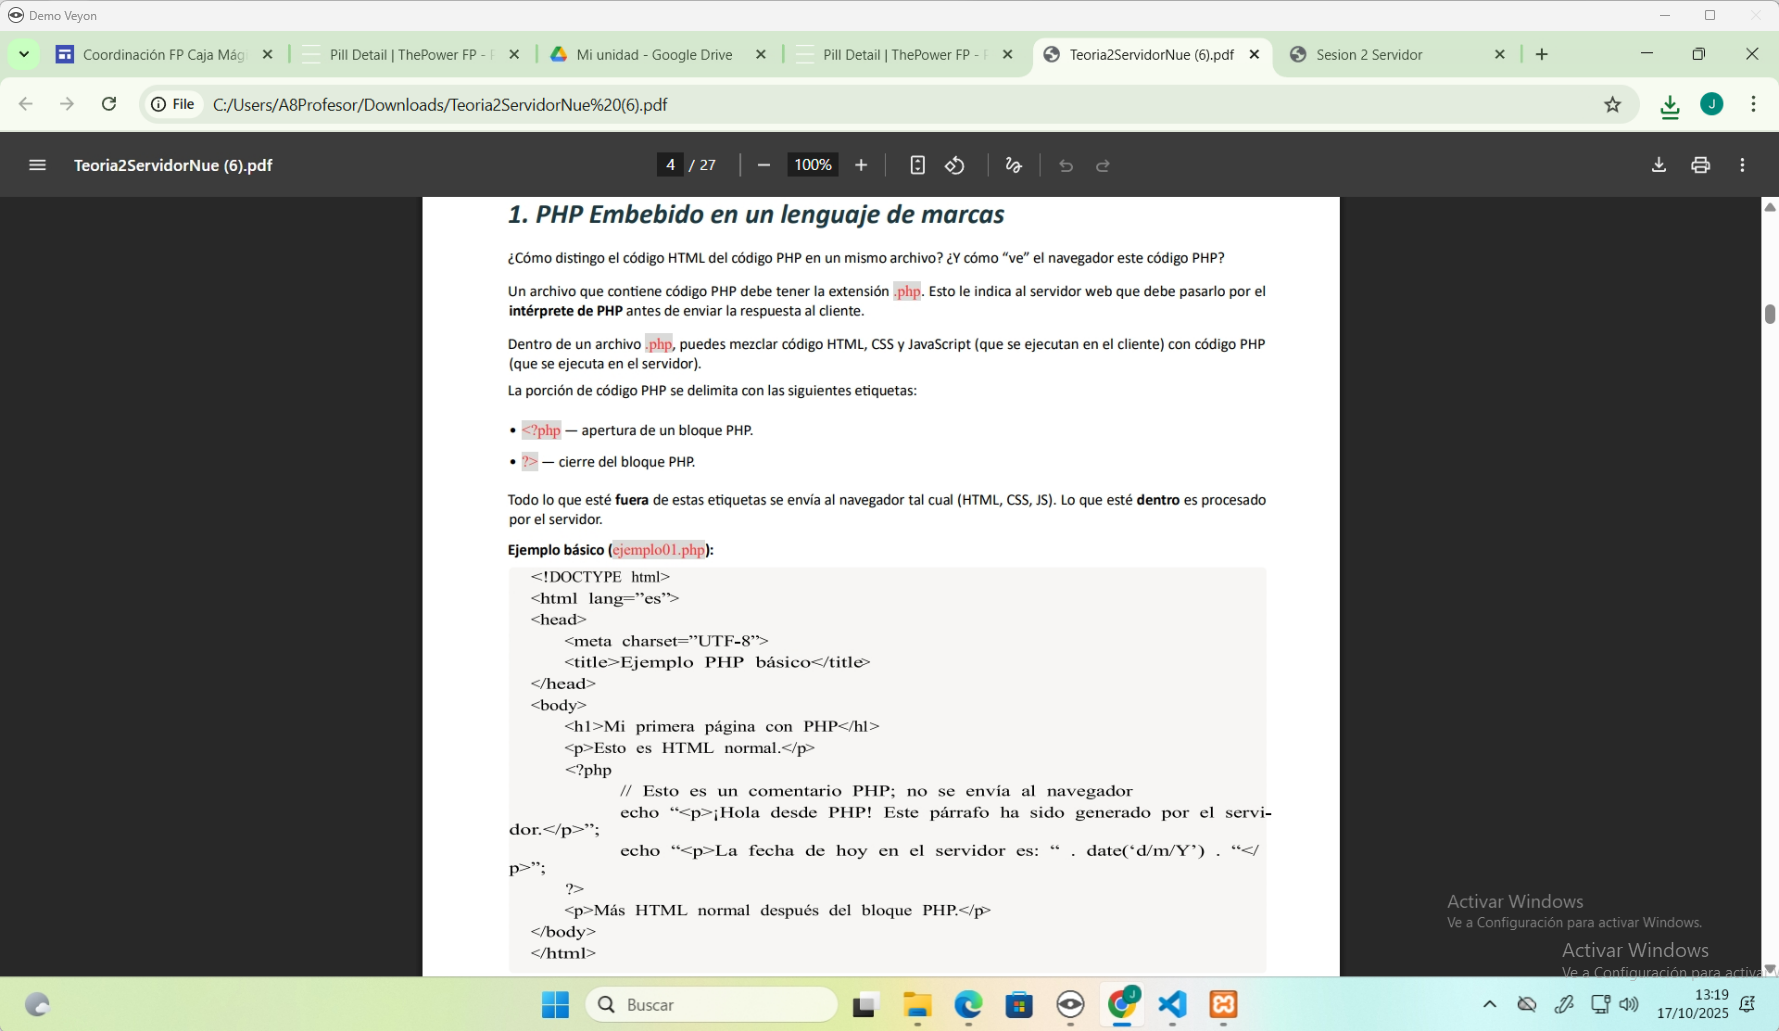 Demo Veyon
Coordinación FP Caja Mág
Pill Detail | ThePower FP -
Mi unidad - Google Drive
Pill Detail | ThePower FP -
Teoria2ServidorNue (6).pdf
Sesion 2 Servidor
File
C:/Users/A8Profesor/Downloads/Teoria2ServidorNue%20(6).pdf
J
Teoria2ServidorNue (6).pdf
4 / 27
100%
1. PHP Embebido en un lenguaje de marcas
¿Cómo distingo el código HTML del código PHP en un mismo archivo? ¿Y cómo “ve” el navegador este código PHP?
Un archivo que contiene código PHP debe tener la extensión .php. Esto le indica al servidor web que debe pasarlo por el
intérprete de PHP antes de enviar la respuesta al cliente.
Dentro de un archivo .php, puedes mezclar código HTML, CSS y JavaScript (que se ejecutan en el cliente) con código PHP
(que se ejecuta en el servidor).
La porción de código PHP se delimita con las siguientes etiquetas:
• <?php — apertura de un bloque PHP.
• ?> — cierre del bloque PHP.
Todo lo que esté fuera de estas etiquetas se envía al navegador tal cual (HTML, CSS, JS). Lo que esté dentro es procesado
por el servidor.
Ejemplo básico (ejemplo01.php):
<!DOCTYPE html>
<html lang=”es”>
<head>
<meta charset=”UTF-8”>
<title>Ejemplo PHP básico</title>
</head>
<body>
<h1>Mi primera página con PHP</h1>
<p>Esto es HTML normal.</p>
<?php
// Esto es un comentario PHP; no se envía al navegador
echo “<p>¡Hola desde PHP! Este párrafo ha sido generado por el servi-
dor.</p>”;
echo “<p>La fecha de hoy en el servidor es: “ . date(‘d/m/Y’) . “</
p>”;
?>
<p>Más HTML normal después del bloque PHP.</p>
</body>
</html>
Activar Windows
Ve a Configuración para activar Windows.
Activar Windows
Ve a Configuración para activa
Buscar
J
13:19
17/10/2025